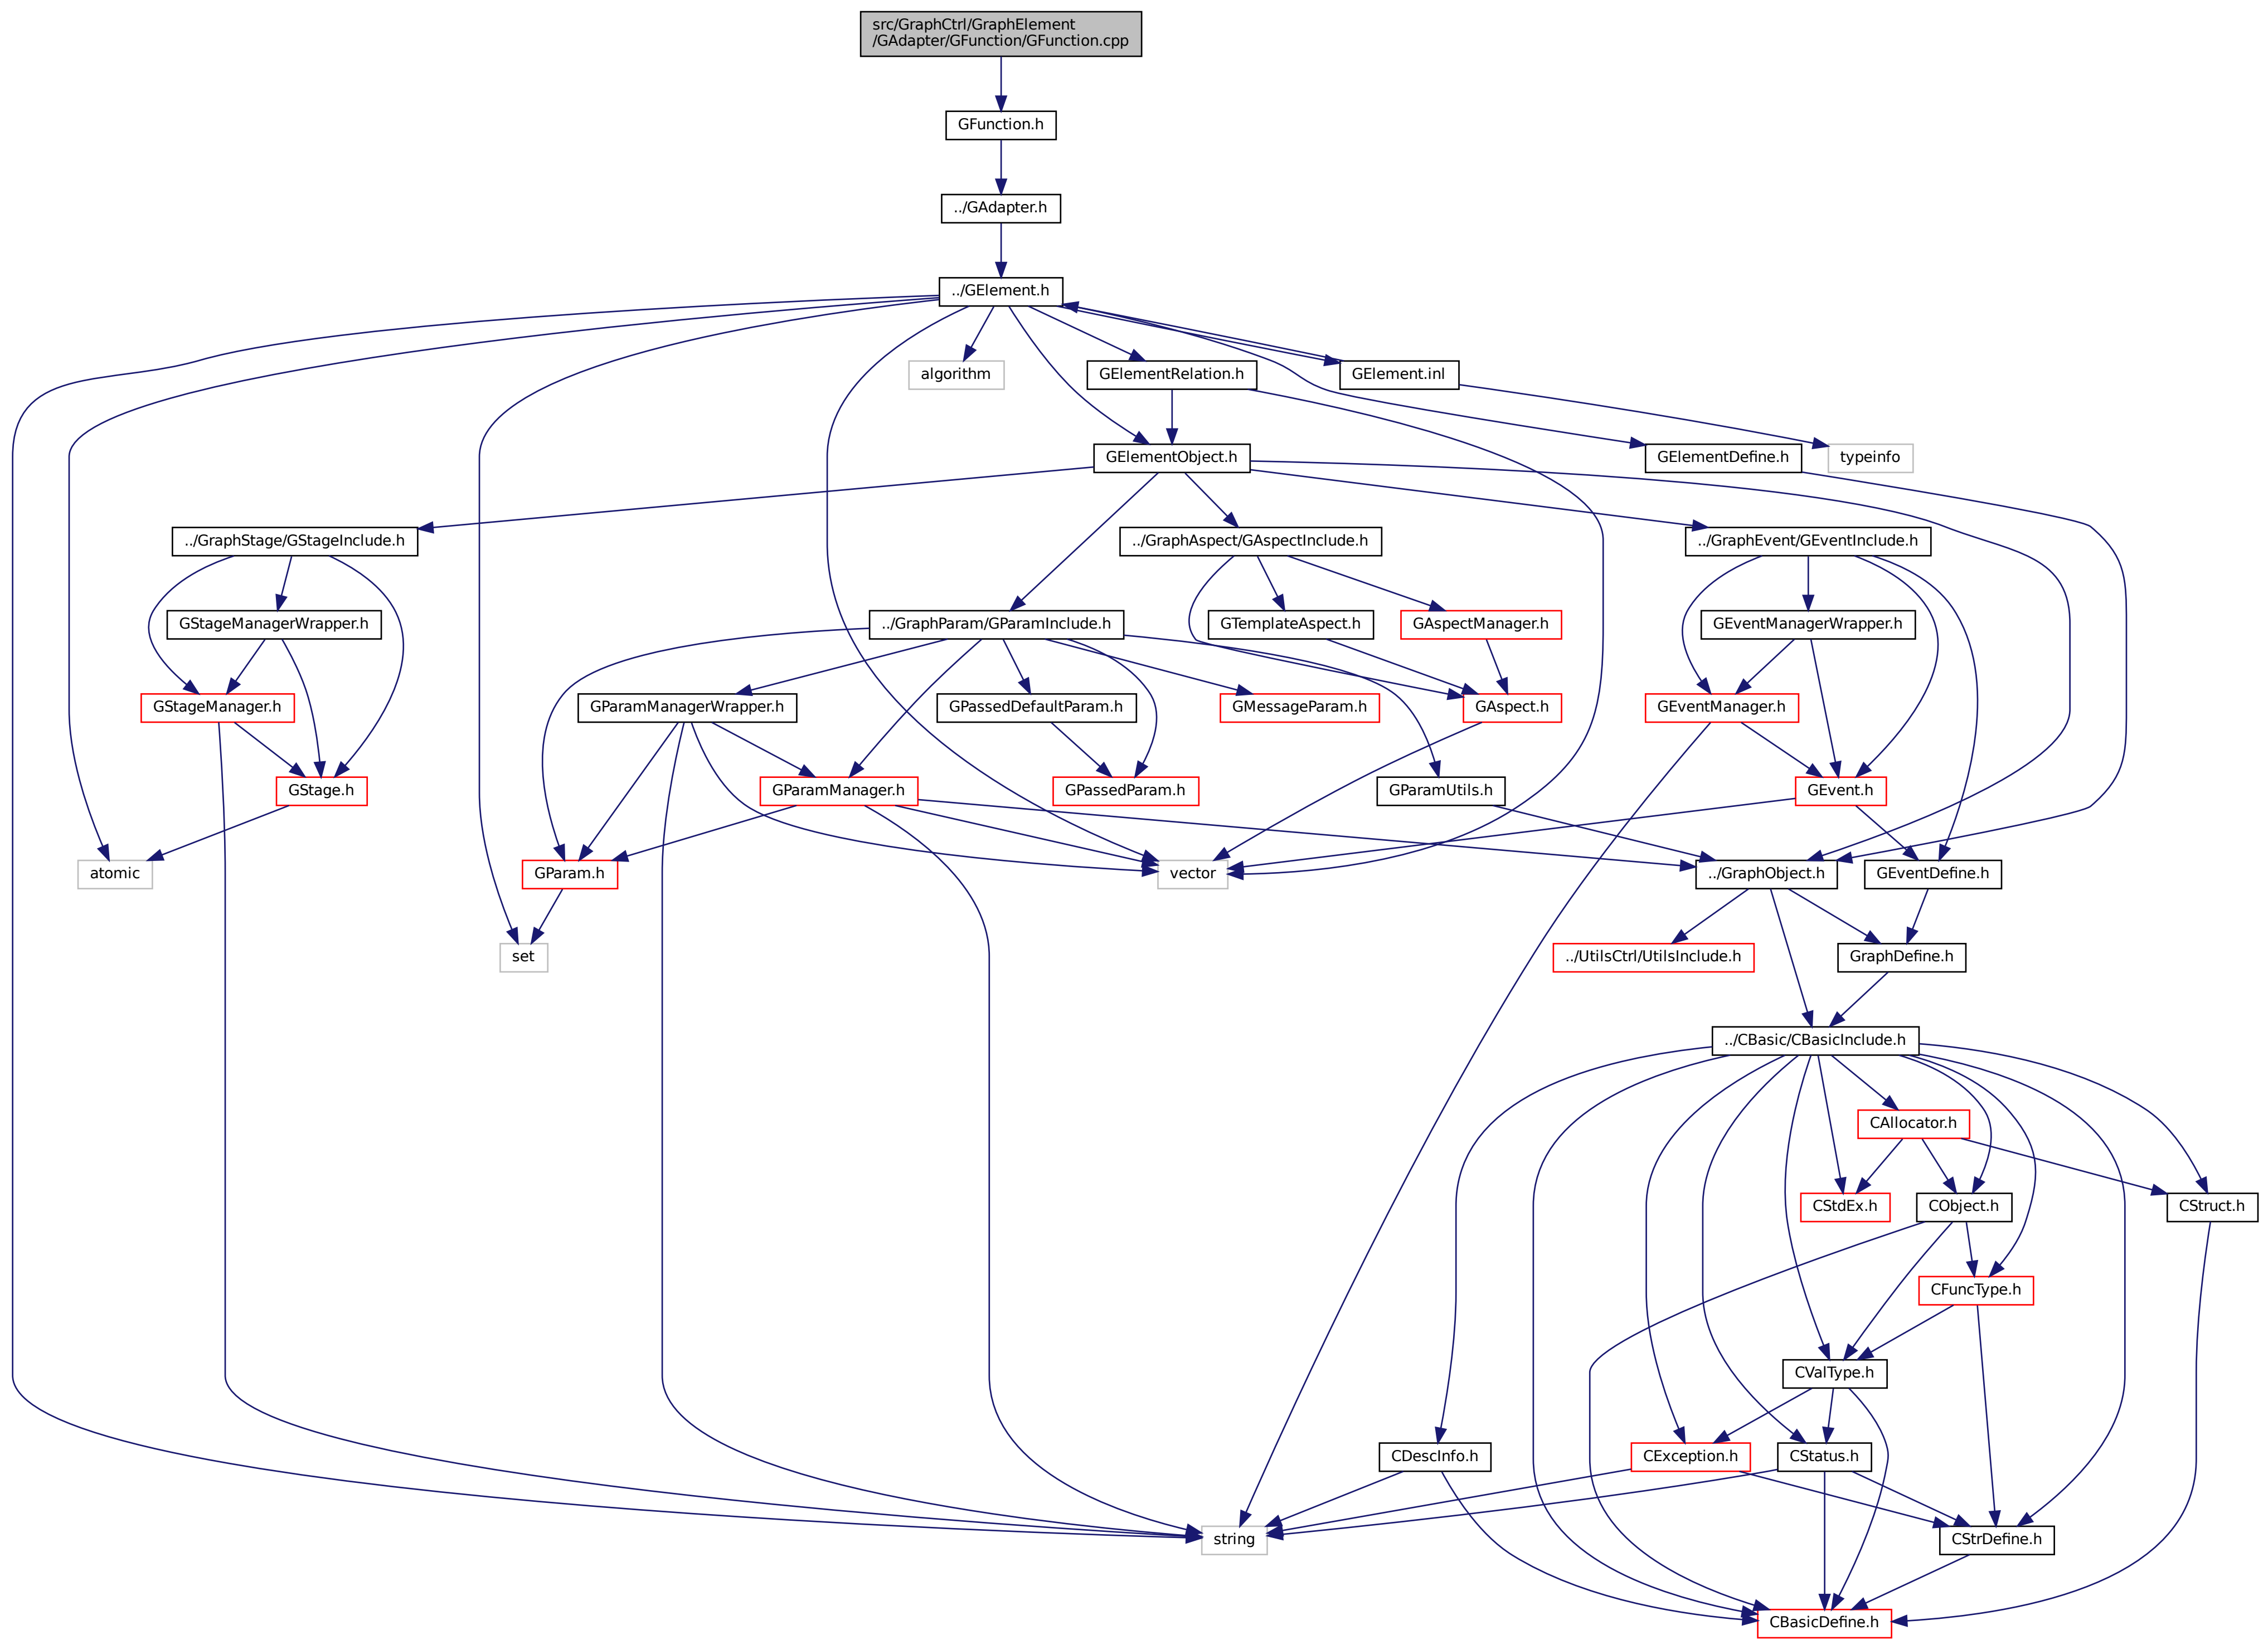 src/GraphCtrl/GraphElement
/GAdapter/GFunction/GFunction.cpp
GFunction.h
../GAdapter.h
../GElement.h
algorithm
GElementRelation.h
GElement.inl
GElementObject.h
GElementDefine.h
typeinfo
../GraphStage/GStageInclude.h
../GraphAspect/GAspectInclude.h
../GraphEvent/GEventInclude.h
GStageManagerWrapper.h
../GraphParam/GParamInclude.h
GTemplateAspect.h
GAspectManager.h
GEventManagerWrapper.h
GStageManager.h
GParamManagerWrapper.h
GPassedDefaultParam.h
GMessageParam.h
GAspect.h
GEventManager.h
GStage.h
GParamManager.h
GPassedParam.h
GParamUtils.h
GEvent.h
atomic
GParam.h
vector
../GraphObject.h
GEventDefine.h
set
../UtilsCtrl/UtilsInclude.h
GraphDefine.h
../CBasic/CBasicInclude.h
CAllocator.h
CStdEx.h
CObject.h
CStruct.h
CFuncType.h
CValType.h
CDescInfo.h
CException.h
CStatus.h
string
CStrDefine.h
CBasicDefine.h